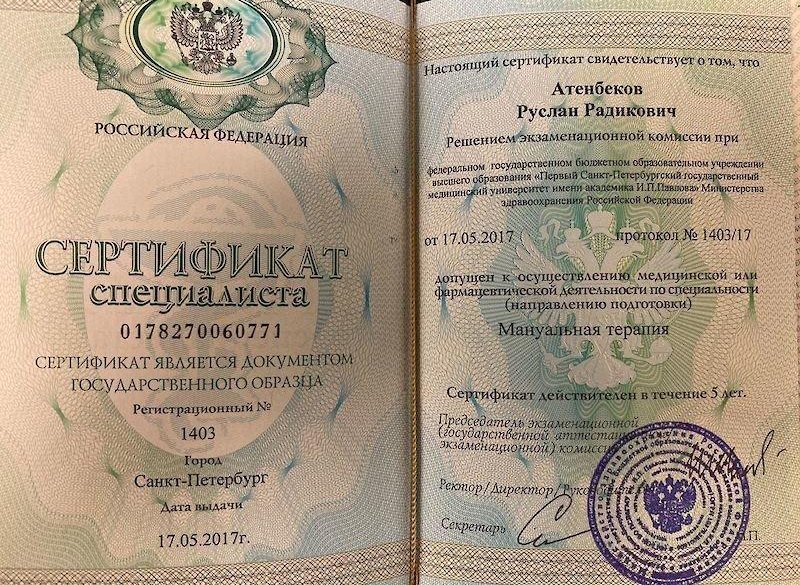 РОССИЙСКАЯ ФЕДЕРАЦИЯ
СЕРТИФИКАТ
специалиста
0178270060771
СЕРТИФИКАТ ЯВЛЯЕТСЯ ДОКУМЕНТОМ
ГОСУДАРСТВЕННОГО ОБРАЗЦА
Регистрационный №
1403
Город
Санкт-Петербург
Дата выдачи
17.05.2017г.
Настоящий сертификат свидетельствует о том, что
Атенбеков
Руслан Радикович
Решением экзаменационной комиссии при
федеральном государственном бюджетном образовательном учреждении
высшего образования «Первый Санкт-Петербургский государственный
медицинский университет имени академика И.П.Павлова» Министерства
здравоохранения Российской Федерации
от 17.05.2017 протокол № 1403/17
допущен к осуществлению медицинской или
фармацевтической деятельности по специальности
(направлению подготовки)
Мануальная терапия
Сертификат действителен в течение 5 лет.
Председатель экзаменационной
(государственной
экзаменационной)
Ректор/Директор/
Секретарь